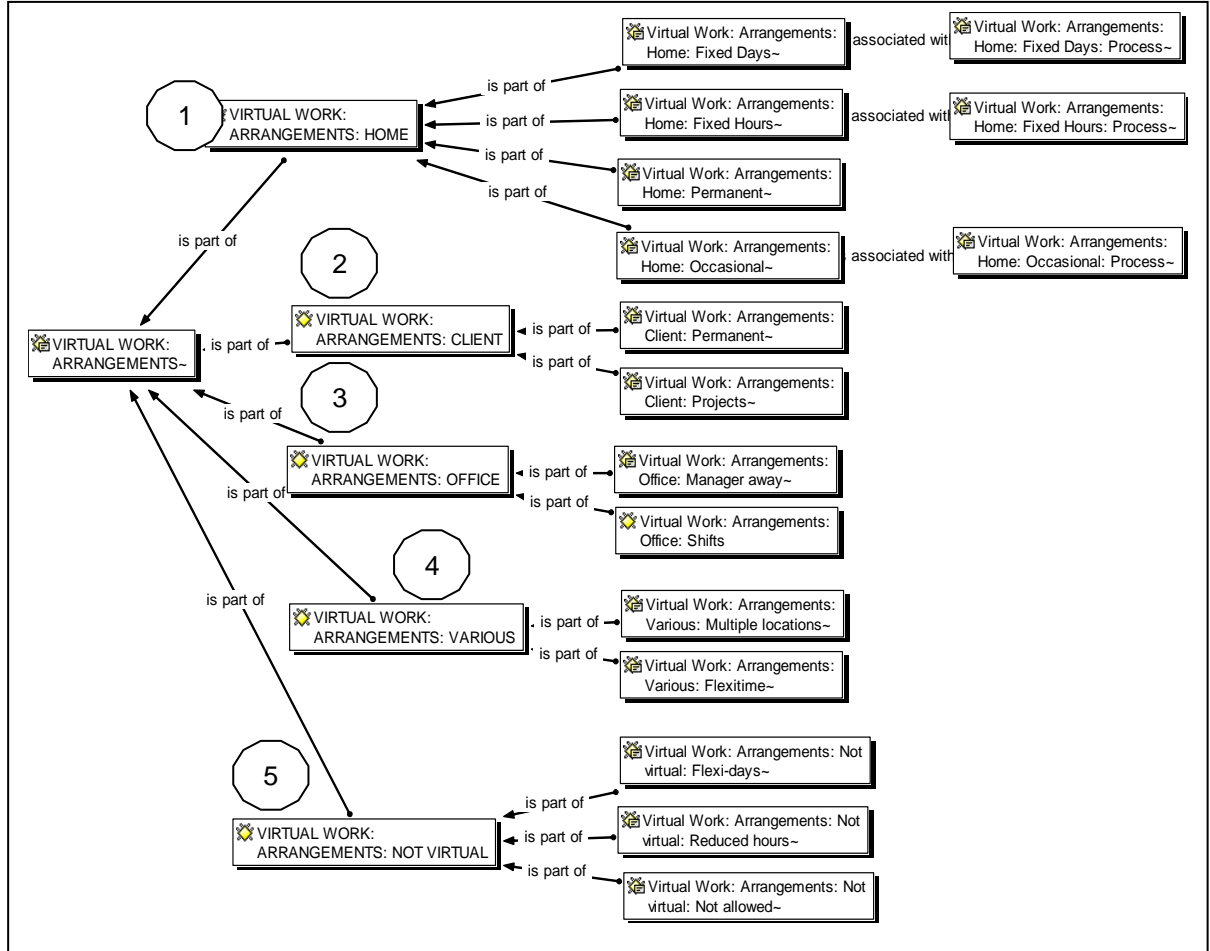 Virtual Work: Arrangements:
Home: Fixed Days~
associated wit
Virtual Work: Arrangements:
Home: Fixed Days: Process~
is part of
1
VIRTUAL WORK:
ARRANGEMENTS: HOME
is part of
Virtual Work: Arrangements:
Home: Fixed Hours~
associated with
Virtual Work: Arrangements:
Home: Fixed Hours: Process~
is part of
Virtual Work: Arrangements:
Home: Permanent~
is part of
is part of
Virtual Work: Arrangements:
Home: Occasional~
associated with
Virtual Work: Arrangements:
Home: Occasional: Process~
2
VIRTUAL WORK:
ARRANGEMENTS~
is part of
VIRTUAL WORK:
ARRANGEMENTS: CLIENT
is part of
Virtual Work: Arrangements:
Client: Permanent~
is part of
Virtual Work: Arrangements:
Client: Projects~
3
is part of
VIRTUAL WORK:
ARRANGEMENTS: OFFICE
is part of
Virtual Work: Arrangements:
Office: Manager away~
is part of
Virtual Work: Arrangements:
Office: Shifts
is part of
4
VIRTUAL WORK:
ARRANGEMENTS: VARIOUS
is part of
Virtual Work: Arrangements:
Various: Multiple locations~
is part of
Virtual Work: Arrangements:
Various: Flexitime~
is part of
5
VIRTUAL WORK:
ARRANGEMENTS: NOT VIRTUAL
is part of
Virtual Work: Arrangements: Not
virtual: Flexi-days~
is part of
Virtual Work: Arrangements: Not
virtual: Reduced hours~
is part of
Virtual Work: Arrangements: Not
virtual: Not allowed~